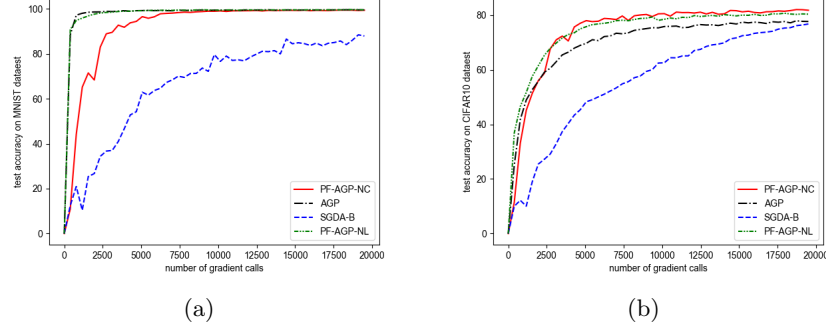 100
80
60
40
20
0
test accuracy on MNIST dataest
PF-AGP-NC
AGP
SGDA-B
PF-AGP-NL
0 2500 5000 7500 10000 12500 15000 17500 20000
number of gradient calls
(a)
80
60
40
20
0
test accuracy on CIFAR10 dataest
PF-AGP-NC
AGP
SGDA-B
PF-AGP-NL
0 2500 5000 7500 10000 12500 15000 17500 20000
number of gradient calls
(b)